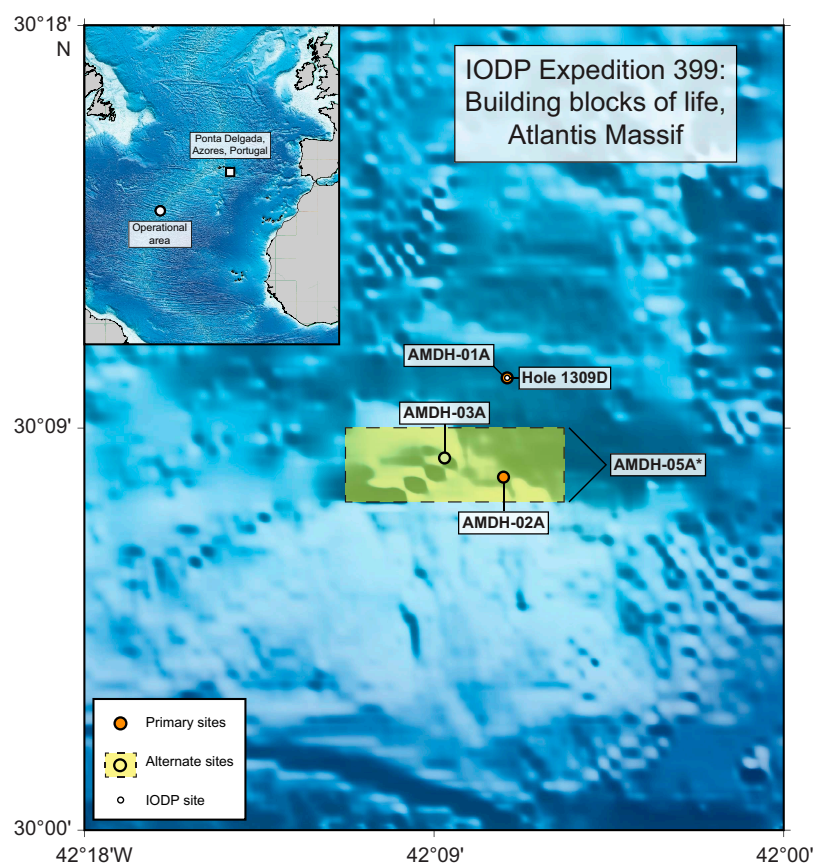 30°18'
N
IODP Expedition 399:
Building blocks of life,
Atlantis Massif
Ponta Delgada,
Azores, Portugal
Operational
area
AMDH-01A
Hole 1309D
AMDH-03A
30°09'
AMDH-05A*
AMDH-02A
Primary sites
Alternate sites
IODP site
30°00'
42°18'W
42°09'
42°00'